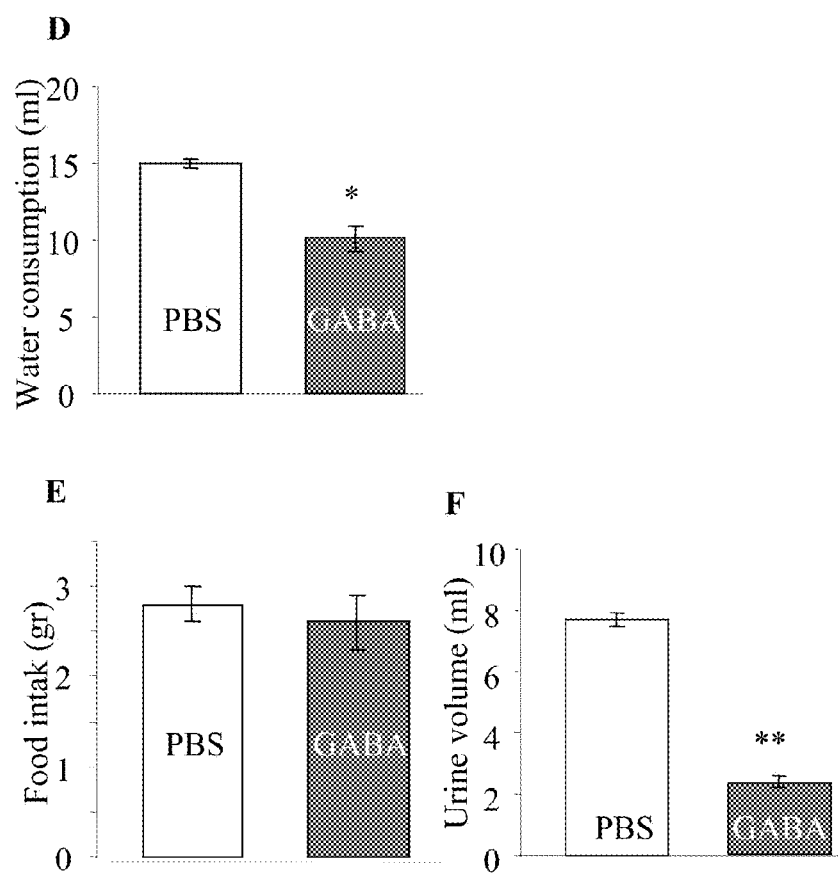 D
Water consumption (ml)
20
15
10
5
0
*
PBS
GABA
E
Food intak (gr)
3
2
1
0
PBS
GABA
F
Urine volume (ml)
10
8
6
4
2
0
**
PBS
GABA